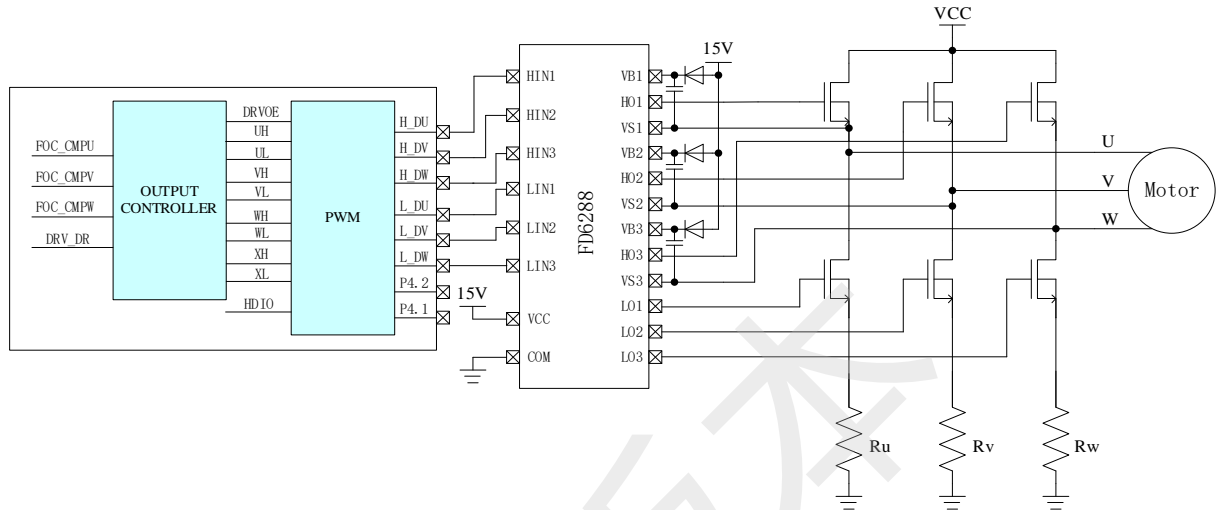 VCC
15V
HIN1
HIN2
HIN3
LIN1
LIN2
LIN3
VCC
COM
FD6288
VB1
HO1
VS1
VB2
HO2
VS2
VB3
HO3
VS3
LO1
LO2
LO3
FOC_CMPU
FOC_CMPV
FOC_CMPW
DRV_DR
OUTPUT
CONTROLLER
DRVOE
UH
UL
VH
VL
WH
WL
XH
XL
HDIO
PWM
H_DU
H_DV
H_DW
L_DU
L_DV
L_DW
P4.2
P4.1
15V
U
V
W
Motor
Ru
Rv
Rw
本